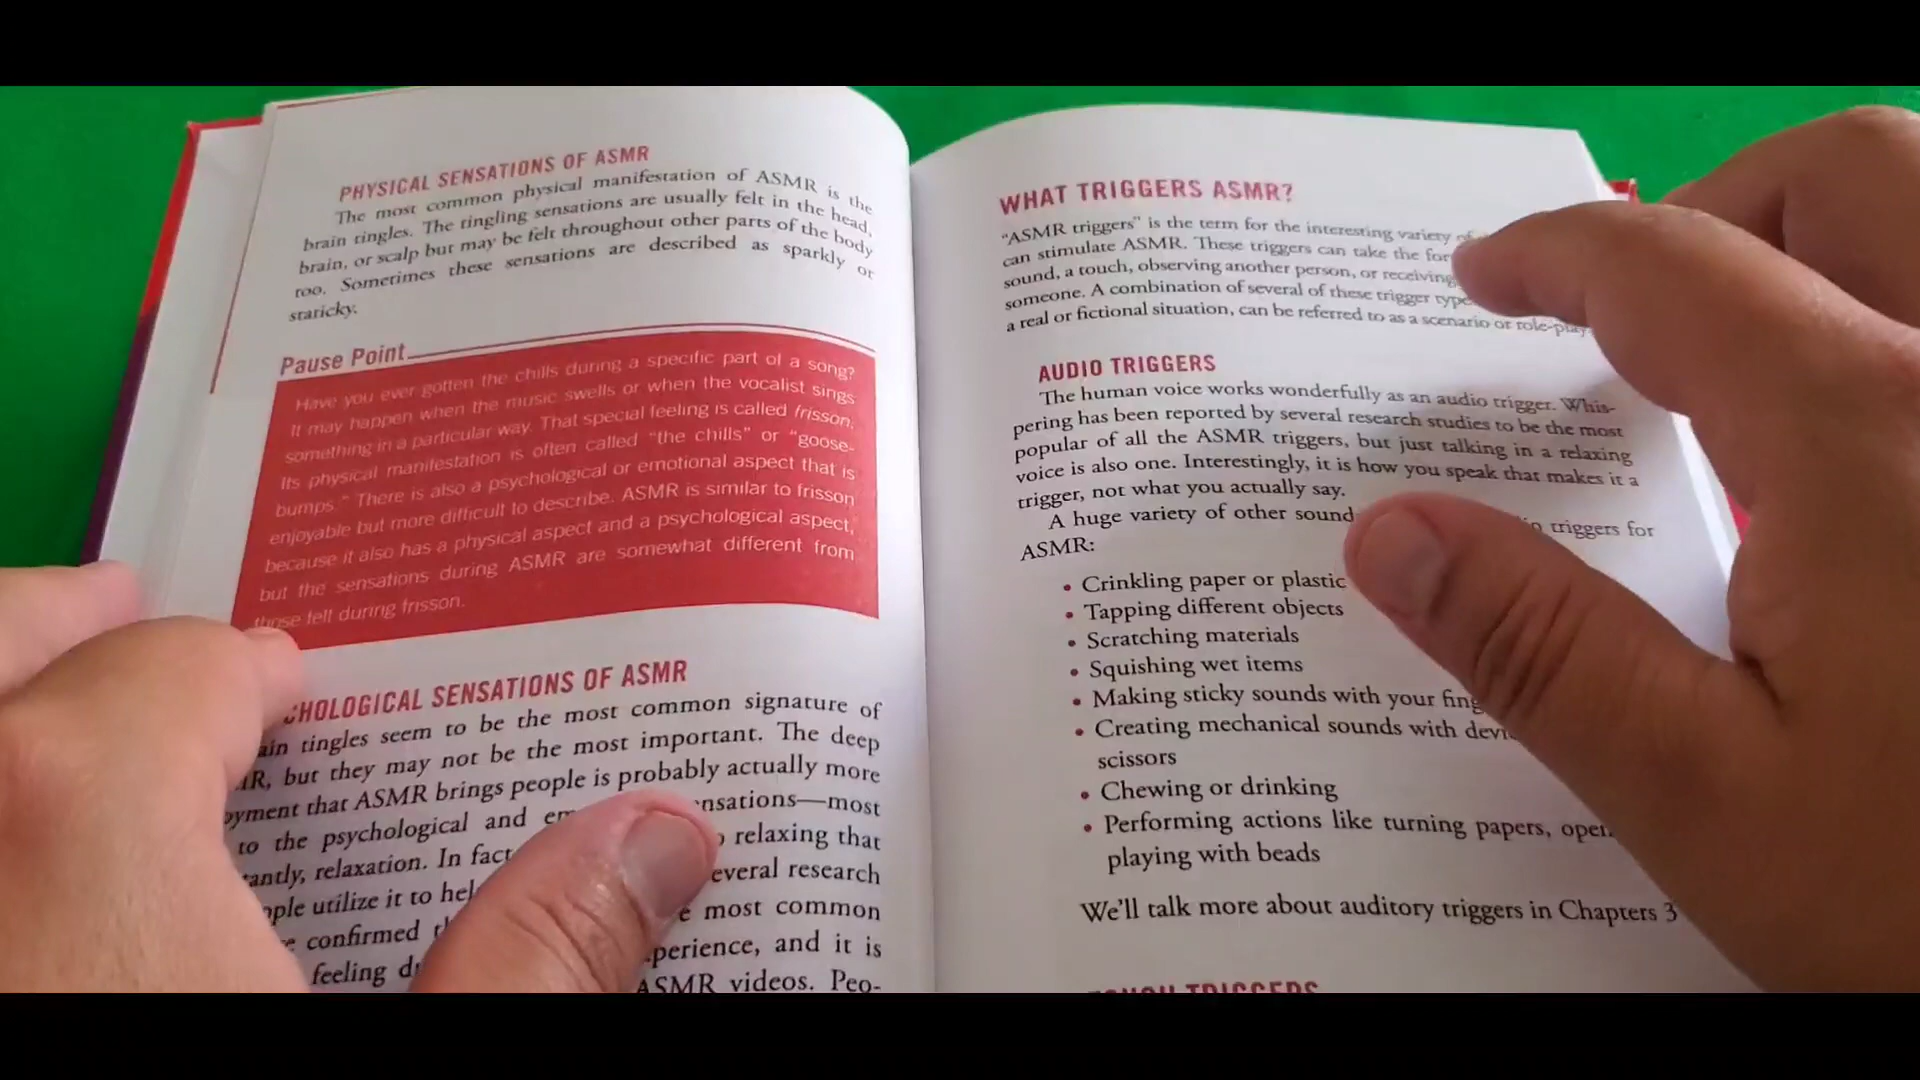 PHYSICAL SENSATIONS OF ASMR
The most common physical manifestation of ASMR is the
brain tingles. The tingling sensations are usually felt in the head,
brain, or scalp but may be felt throughout other parts of the body
too. Sometimes these sensations are described as sparkly or
staticky.
Pause Point
Have you ever gotten the chills during a specific part of a song?
It may happen when the music swells or when the vocalist sings
something in a particular way. That special feeling is called frisson.
Its physical manifestation is often called "the chills" or "goose-
bumps." There is also a psychological or emotional aspect that is
enjoyable but more difficult to describe. ASMR is similar to frisson
because it also has a physical aspect and a psychological aspect,
but the sensations during ASMR are somewhat different from
those felt during frisson.
SENSATIONS OF ASMR
tingles seem to be the most common signature of
but they may not be the most important. The deep
that ASMR brings people is probably actually more
to the psychological and
most
relaxation. In fact
relaxing that
utilize it to
research
confirmed
most common
feeling
and it is
ASMR videos. Peo-
WHAT TRIGGERS ASMR?
"ASMR triggers" is the term for the interesting variety
can stimulate ASMR. These triggers can take the
sound, a touch, observing another person, or receiving
someone. A combination of several of these trigger
a real or fictional situation, can be referred to as a scenario or role-play.
AUDIO TRIGGERS
The human voice works wonderfully as an audio trigger. Whis-
pering has been reported by several research studies to be the most
popular of all the ASMR triggers, but just talking in a relaxing
voice is also one. Interestingly, it is how you speak that makes it a
trigger, not what you actually say.
A huge variety of other triggers for
ASMR:
• Crinkling paper or plastic
• Tapping different objects
• Scratching materials
• Squishing wet items
• Making sticky sounds with your
• Creating mechanical sounds with
scissors
• Chewing or drinking
• Performing actions like turning papers,
playing with beads
We'll talk more about auditory triggers in Chapters 3
TRIGGERS